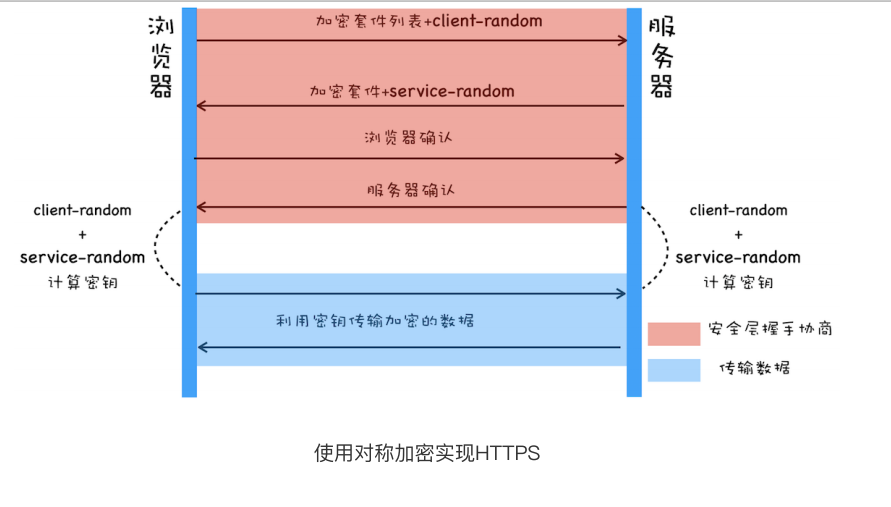 浏览器
服务器
加密套件列表+client-random
加密套件+service-random
浏览器确认
服务器确认
client-random
+
service-random
计算密钥
client-random
+
service-random
计算密钥
利用密钥传输加密的数据
安全层握手协商
传输数据
使用对称加密实现HTTPS